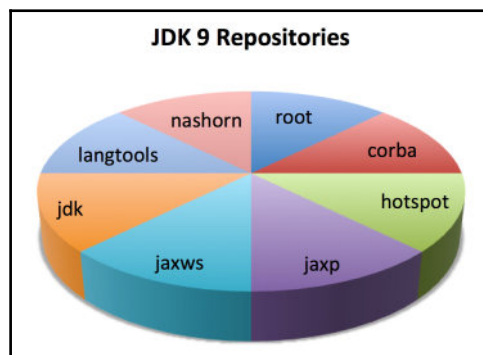 JDK 9 Repositories
nashorn
root
langtools
corba
jdk
hotspot
jaxws
jaxp